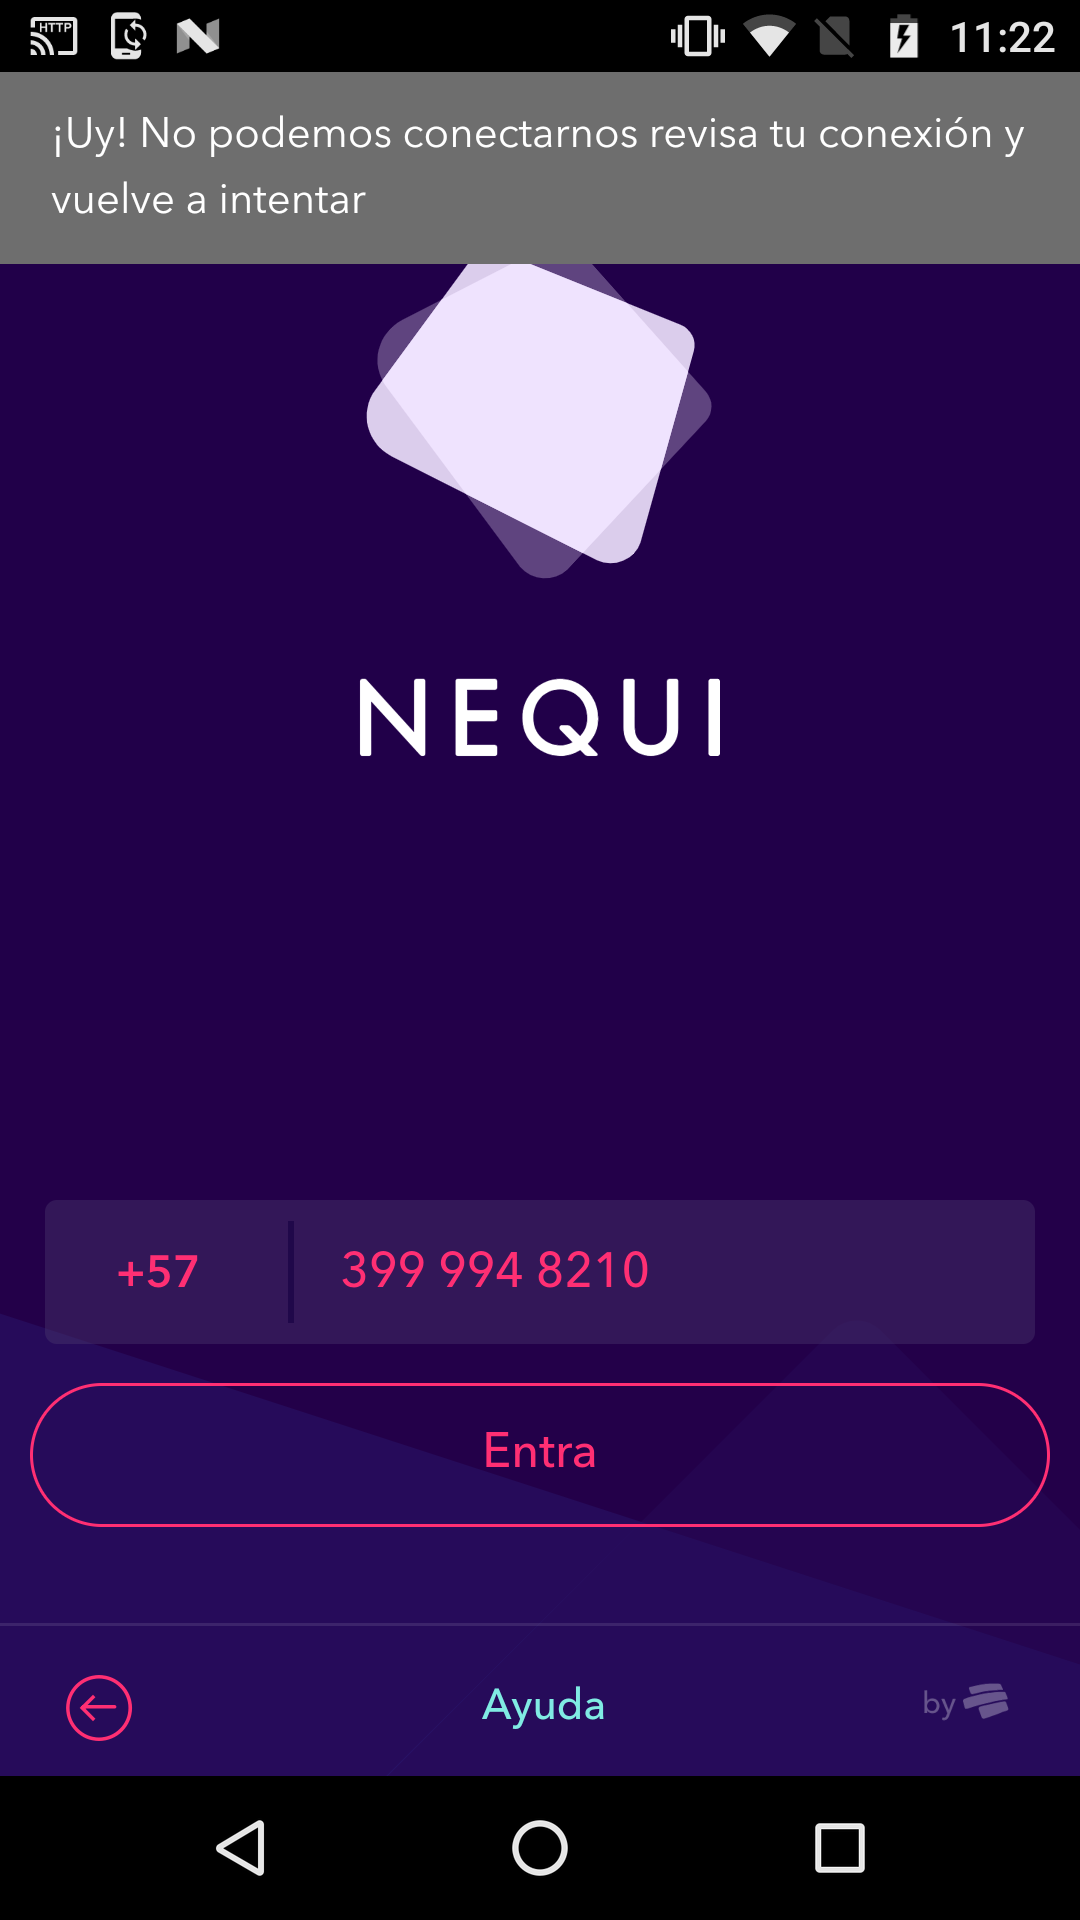 HTTP
11:22
¡Uy! No podemos conectarnos revisa tu conexión y
vuelve a intentar
NEQUI
+57
399 994 8210
Entra
Ayuda
by